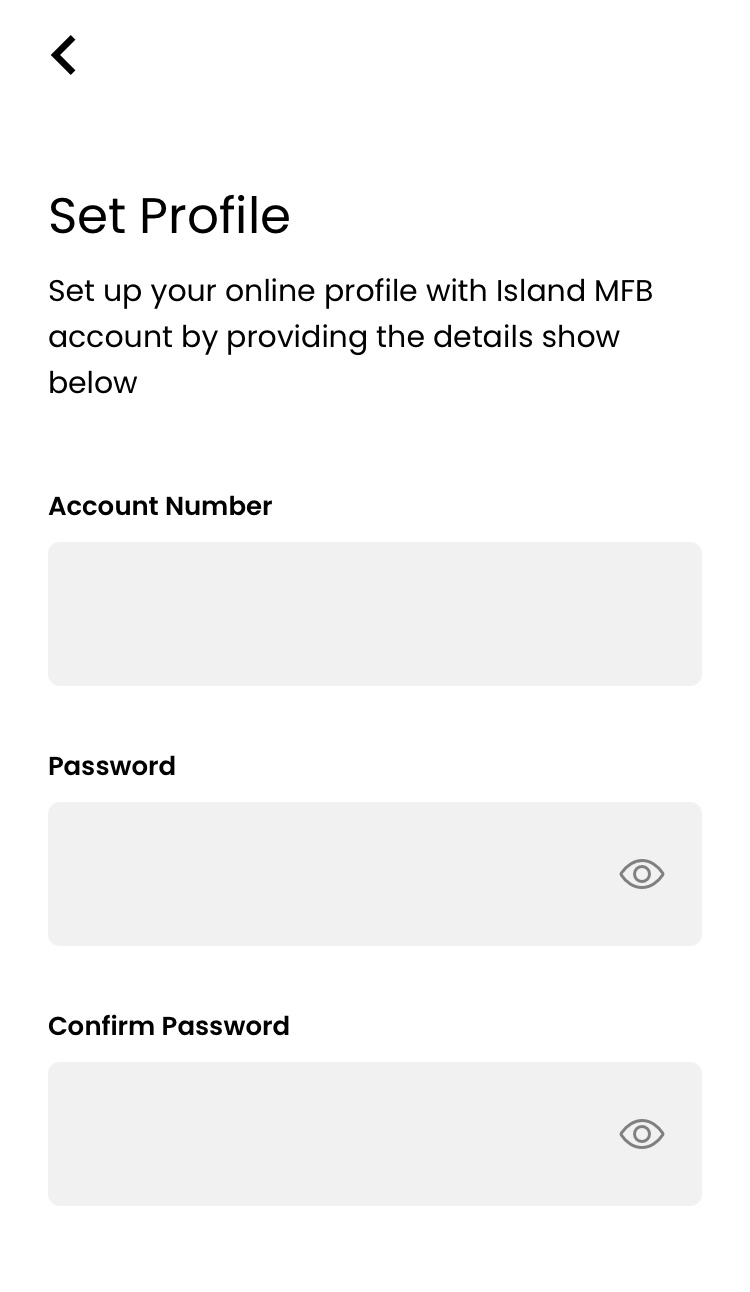 Set Profile
Set up your online profile with Island MFB
account by providing the details show
below
Account Number
Password
Confirm Password